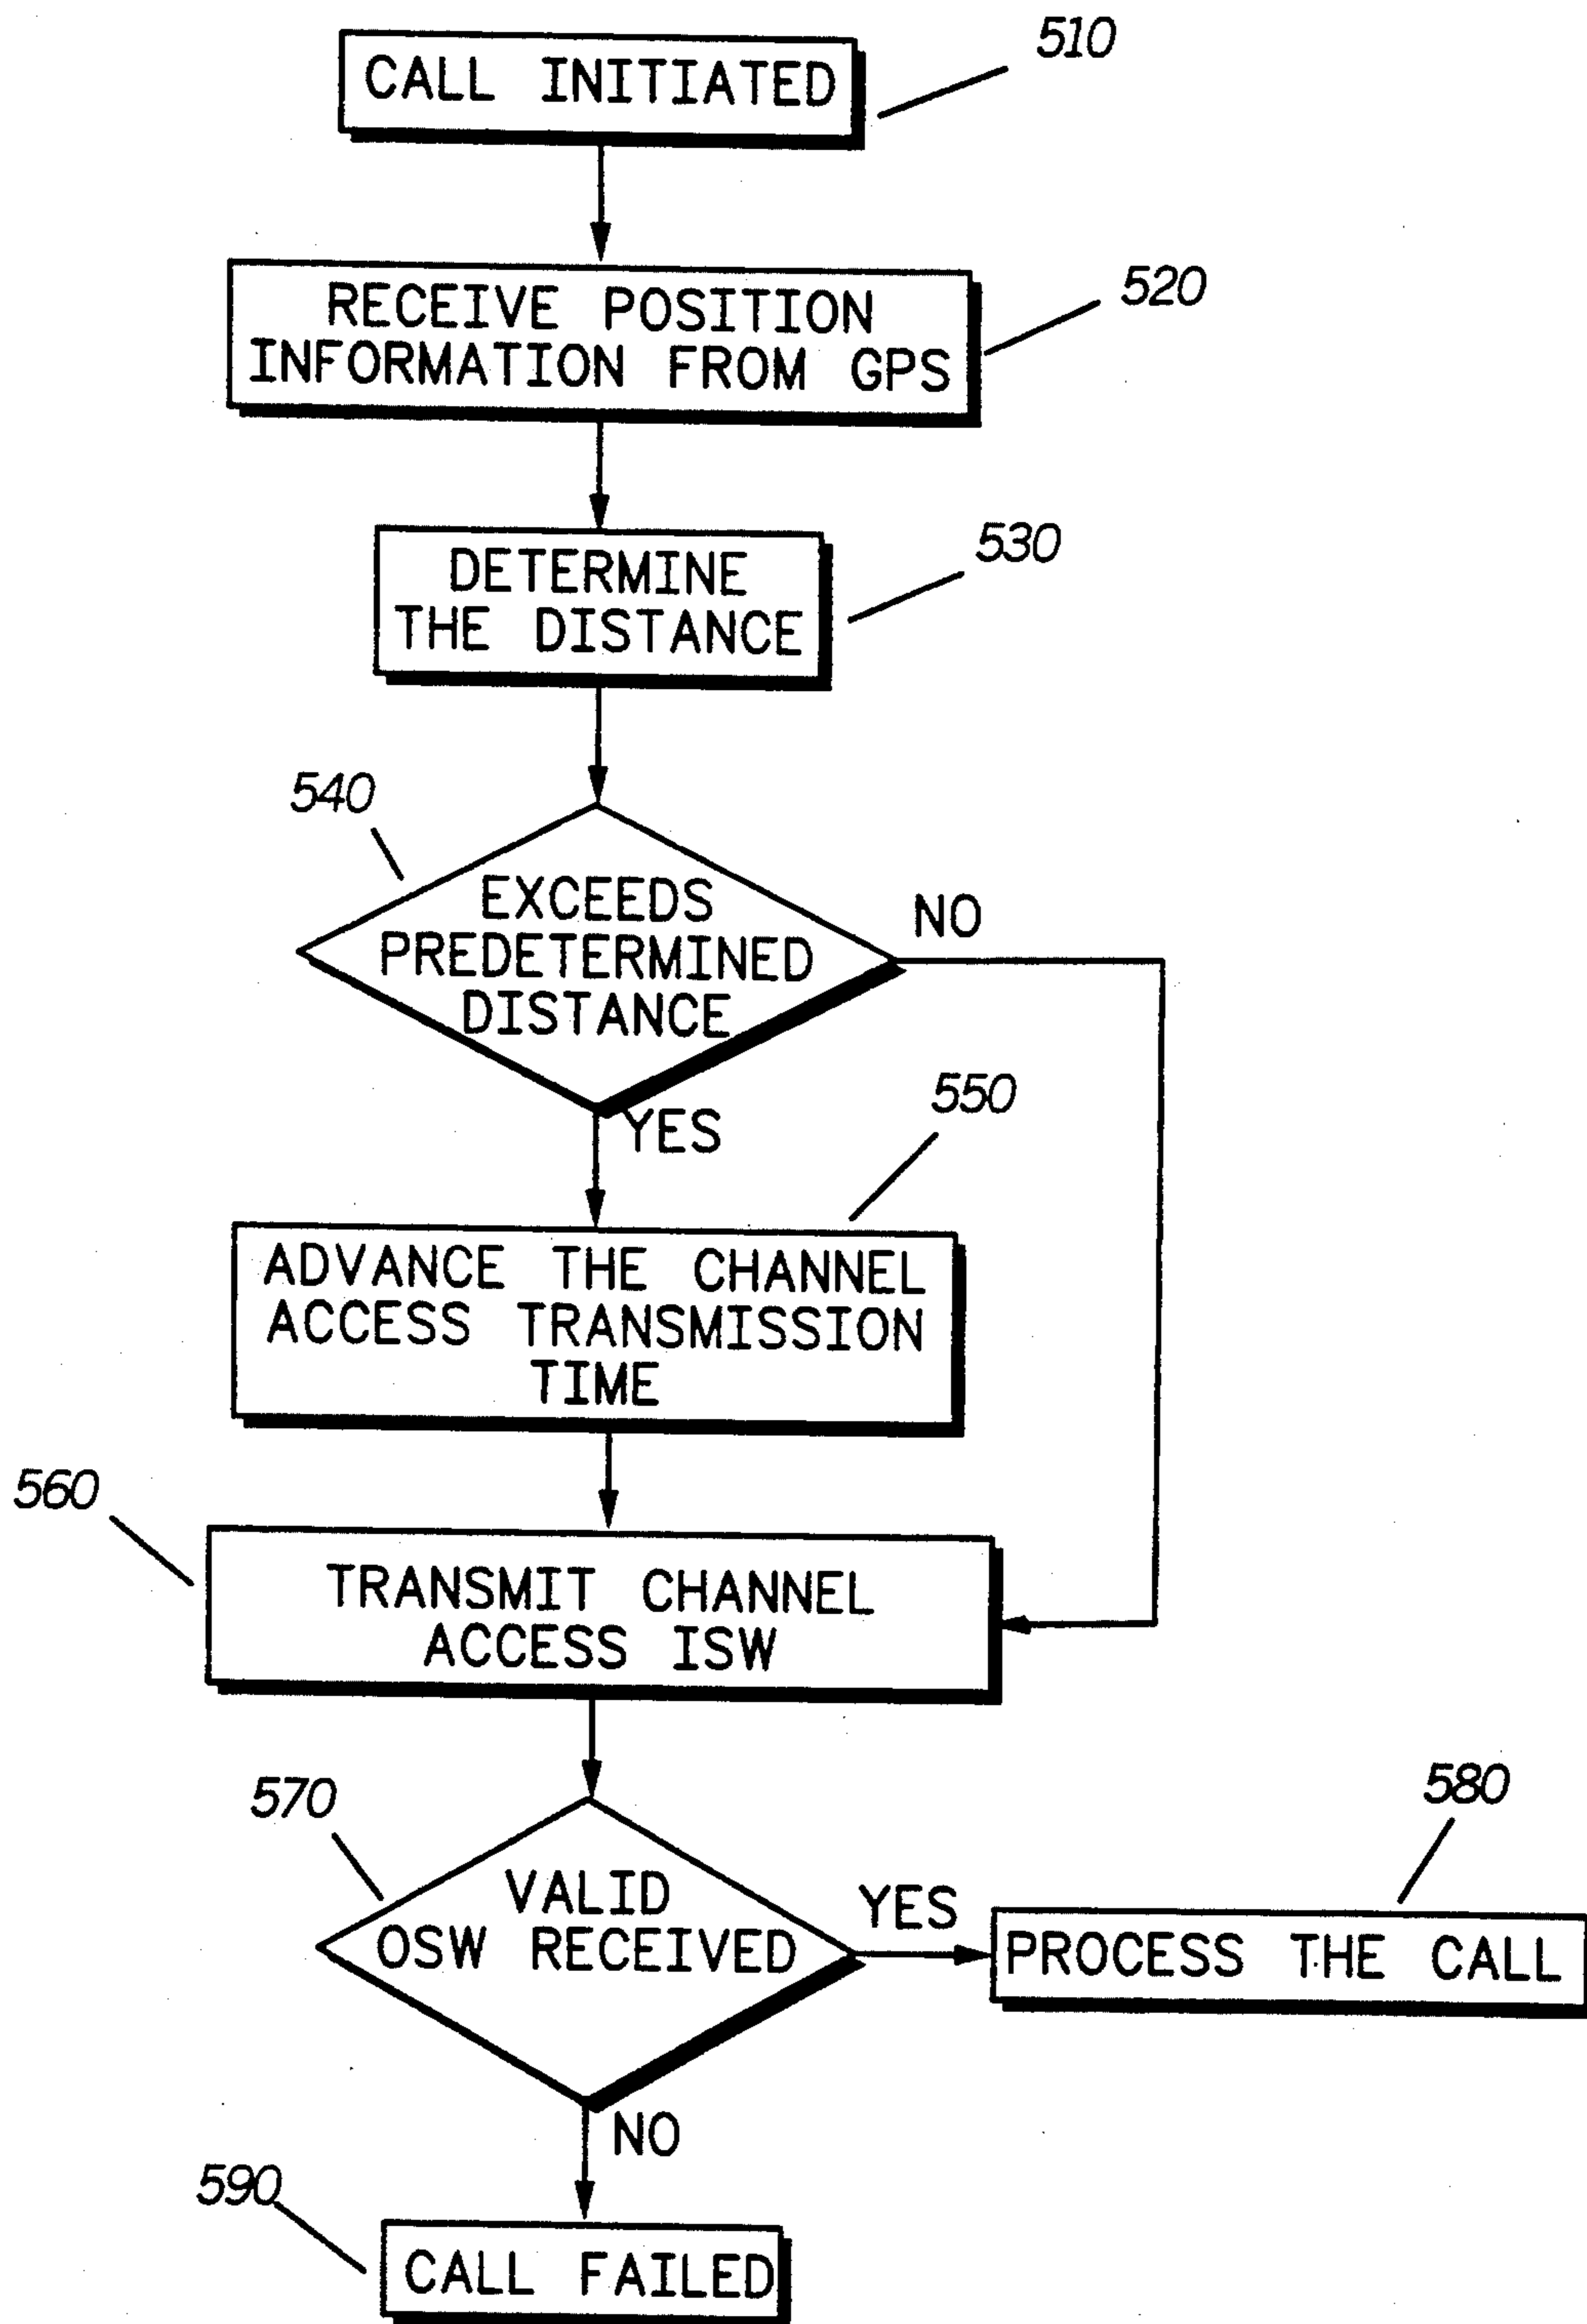 CALL INITIATED
510
RECEIVE POSITION
INFORMATION FROM GPS
520
DETERMINE
THE DISTANCE
530
540
EXCEEDS
PREDETERMINED
DISTANCE
NO
YES
550
ADVANCE THE CHANNEL
ACCESS TRANSMISSION
TIME
560
TRANSMIT CHANNEL
ACCESS ISW
570
VALID
OSW RECEIVED
YES
580
PROCESS THE CALL
NO
590
CALL FAILED